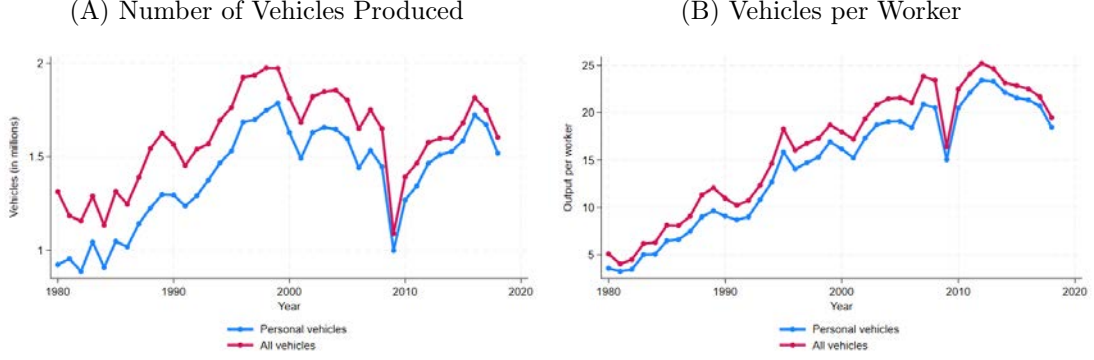 (A) Number of Vehicles Produced
Vehicles (in millions)
2
1.5
1
1980
1990
2000
2010
2020
Year
Personal vehicles
All vehicles
(B) Vehicles per Worker
Output per worker
25
20
15
10
5
1980
1990
2000
2010
2020
Year
Personal vehicles
All vehicles